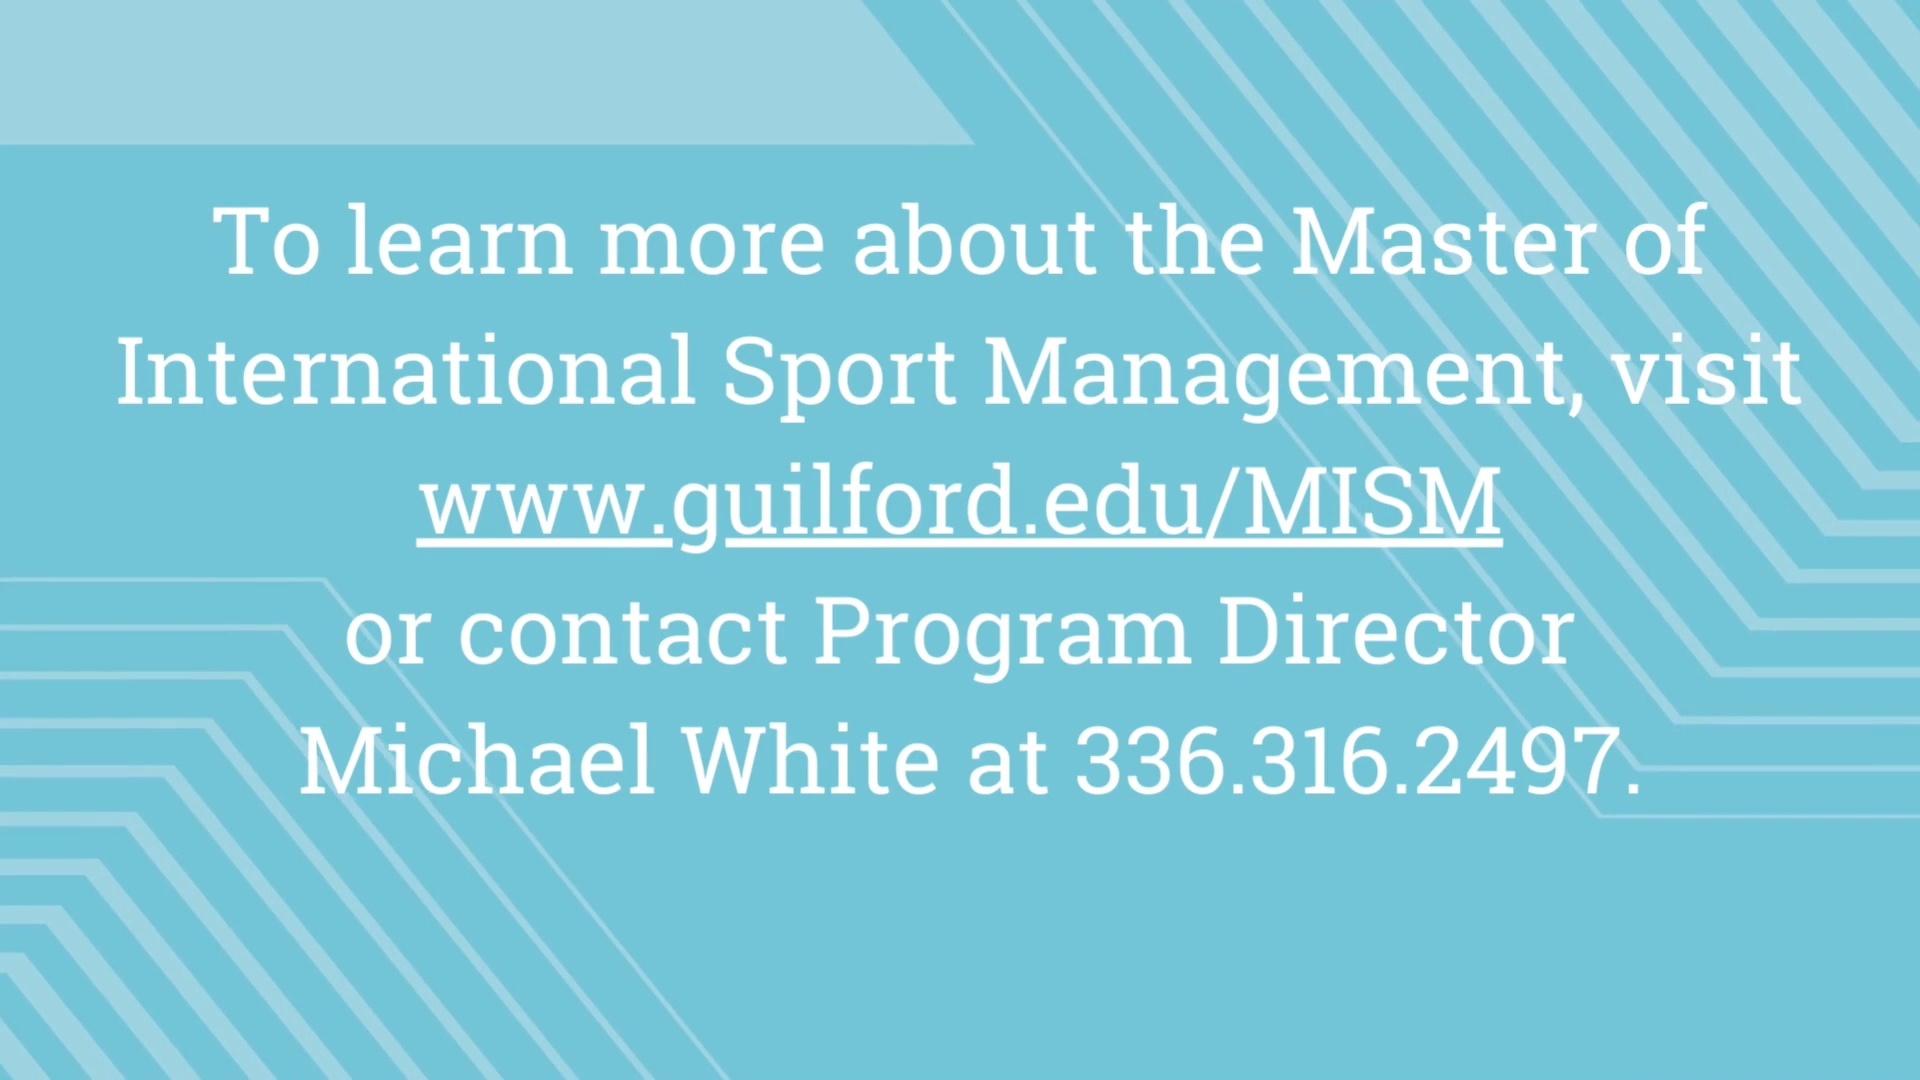 To learn more about the Master of
International Sport Management, visit
www.guilford.edu/MISM
or contact Program Director
Michael White at 336.316.2497.